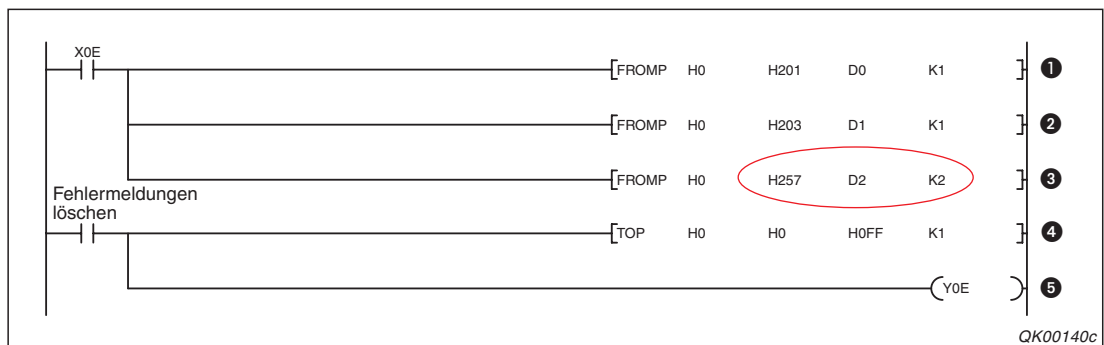 X0E
FROMP H0 H201 D0 K1 1
FROMP H0 H203 D1 K1 2
FROMP H0 H257 D2 K2 3
Fehlermeldungen
löschen
TOP H0 H0 H0FF K1 4
Y0E 5
QK00140c